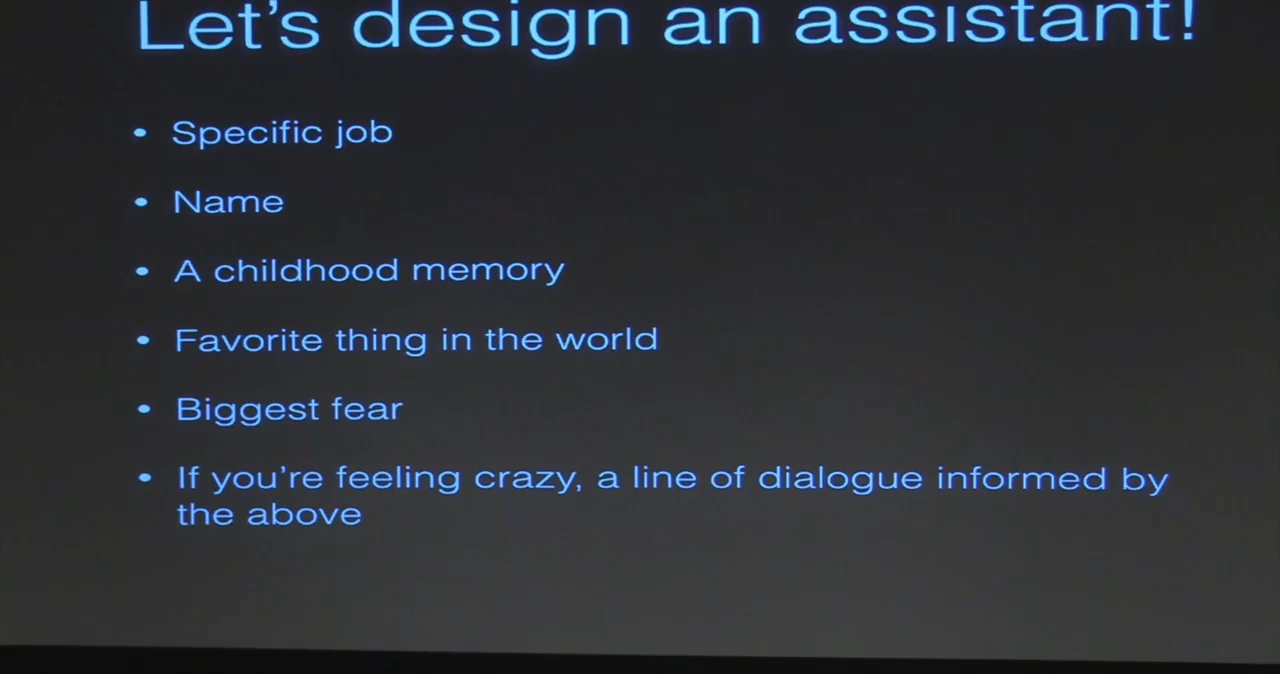 Let's design an assistant!
• Specific job
• Name
• A childhood memory
• Favorite thing in the world
• Biggest fear
• If you're feeling crazy, a line of dialogue informed by
the above